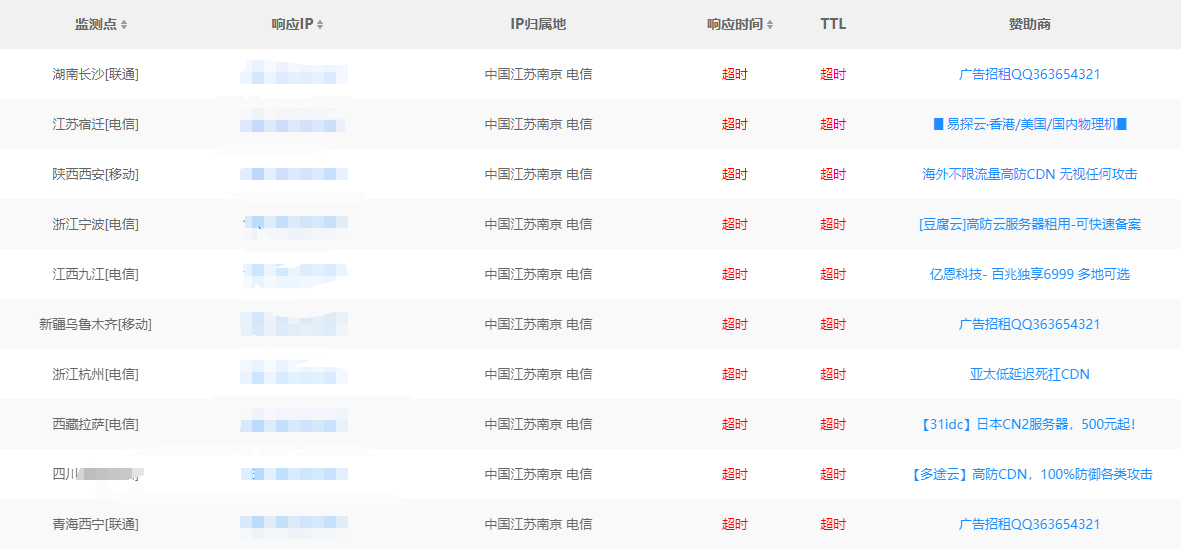 监测点 响应IP IP归属地 响应时间 TTL 赞助商
湖南长沙[联通] 中国江苏南京 电信 超时 超时 广告招租QQ363654321
江苏宿迁[电信] 中国江苏南京 电信 超时 超时 █ 易探云·香港/美国/国内物理机█
陕西西安[移动] 中国江苏南京 电信 超时 超时 海外不限流量高防CDN 无视任何攻击
浙江宁波[电信] 中国江苏南京 电信 超时 超时 [豆腐云]高防云服务器租用-可快速备案
江西九江[电信] 中国江苏南京 电信 超时 超时 亿恩科技- 百兆独享6999 多地可选
新疆乌鲁木齐[移动] 中国江苏南京 电信 超时 超时 广告招租QQ363654321
浙江杭州[电信] 中国江苏南京 电信 超时 超时 亚太低延迟死扛CDN
西藏拉萨[电信] 中国江苏南京 电信 超时 超时 【31idc】日本CN2服务器，500元起！
四川 中国江苏南京 电信 超时 超时 【多途云】高防CDN，100%防御各类攻击
青海西宁[联通] 中国江苏南京 电信 超时 超时 广告招租QQ363654321